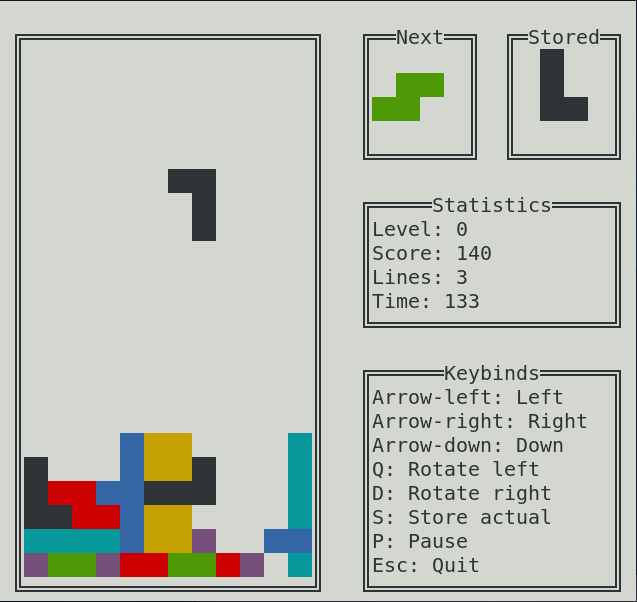 Next
Stored
Statistics
Level: 0
Score: 140
Lines: 3
Time: 133
Keybinds
Arrow-left: Left
Arrow-right: Right
Arrow-down: Down
Q: Rotate left
D: Rotate right
S: Store actual
P: Pause
Esc: Quit